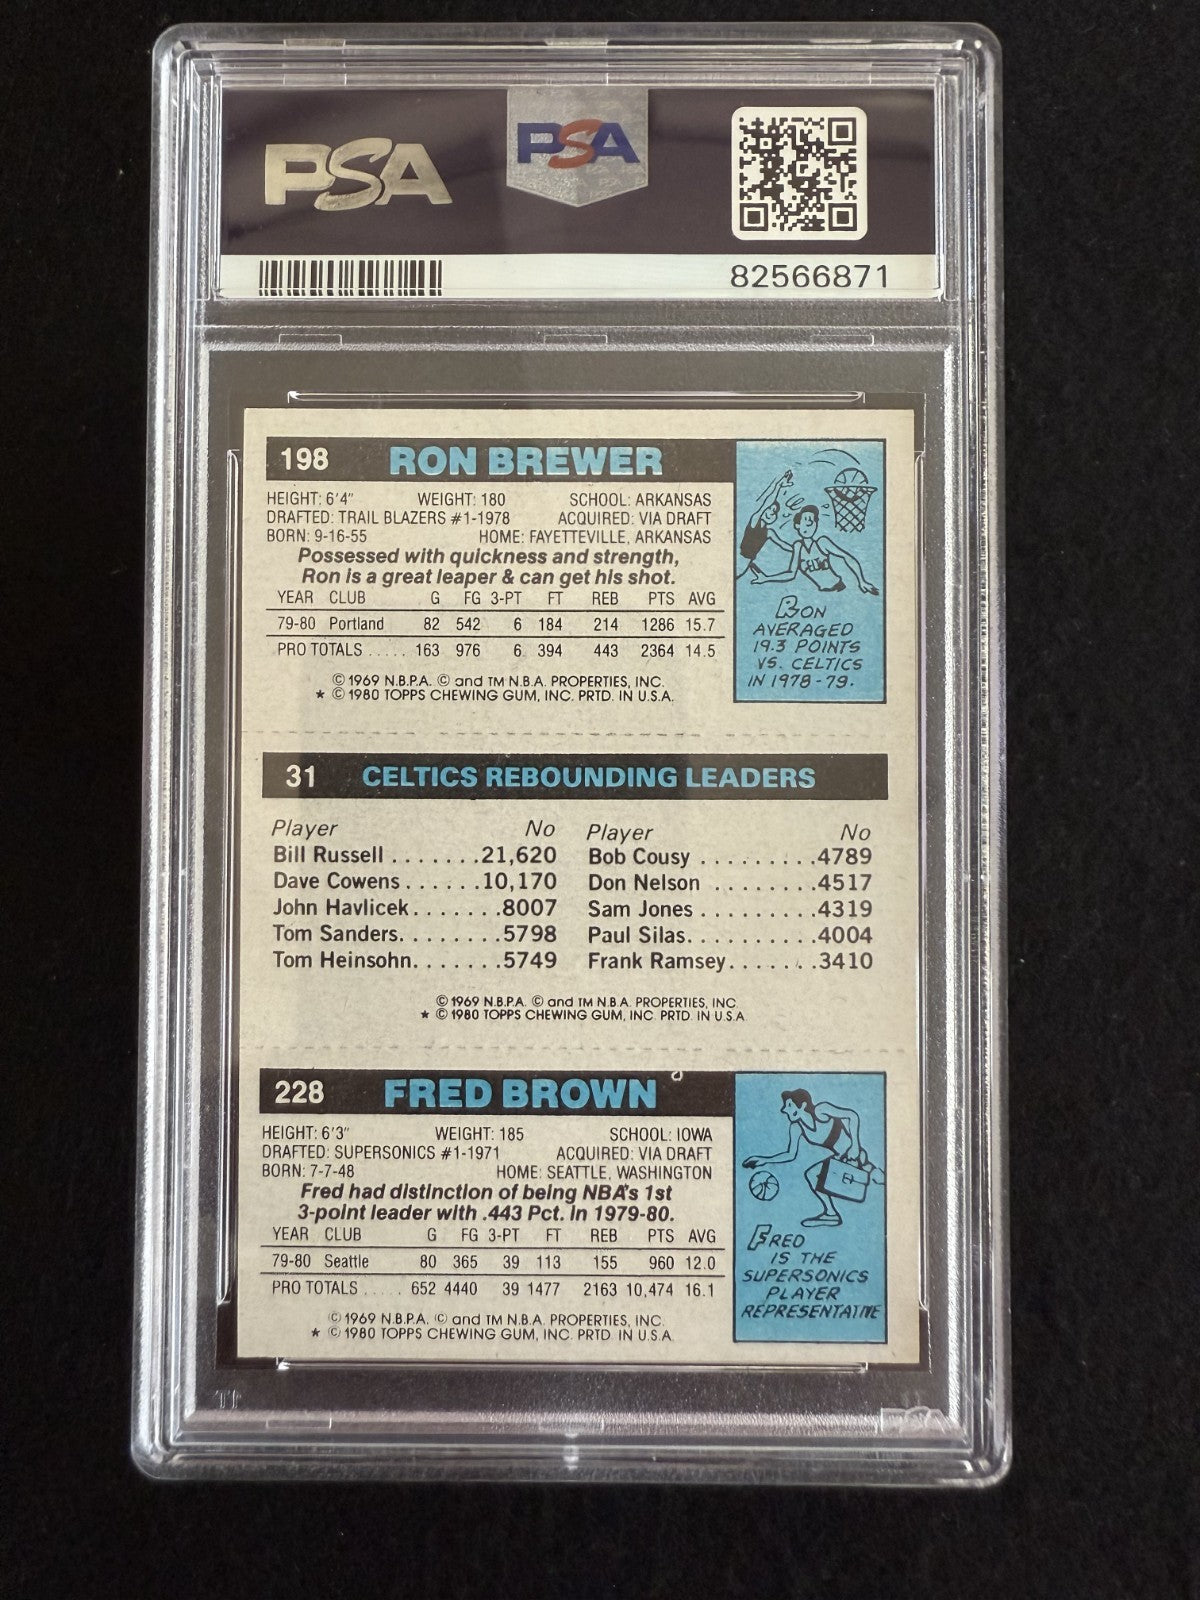 PSA
PSA
82566871
198 RON BREWER
HEIGHT: 6'4" WEIGHT: 180 SCHOOL: ARKANSAS
DRAFTED: TRAIL BLAZERS #1-1978 ACQUIRED: VIA DRAFT
BORN: 9-16-55 HOME: FAYETTEVILLE, ARKANSAS
Possessed with quickness and strength,
Ron is a great leaper & can get his shot.
YEAR CLUB G FG 3-PT FT REB PTS AVG
79-80 Portland 82 542 6 184 214 1286 15.7
PRO TOTALS ..... 163 976 6 394 443 2364 14.5
© 1969 N.B.P.A. © and TM N.B.A. PROPERTIES, INC.
★ © 1980 TOPPS CHEWING GUM, INC. PRTD. IN U.S.A.
CELTICS
RON
AVERAGED
19.3 POINTS
VS. CELTICS
IN 1978-79.
31 CELTICS REBOUNDING LEADERS
Player No Player No
Bill Russell .......21,620 Bob Cousy .........4789
Dave Cowens ......10,170 Don Nelson ........4517
John Havlicek.......8007 Sam Jones .........4319
Tom Sanders........5798 Paul Silas..........4004
Tom Heinsohn.......5749 Frank Ramsey.......3410
© 1969 N.B.P.A. © and TM N.B.A. PROPERTIES, INC.
★ © 1980 TOPPS CHEWING GUM, INC. PRTD. IN U.S.A.
228 FRED BROWN
HEIGHT: 6'3" WEIGHT: 185 SCHOOL: IOWA
DRAFTED: SUPERSONICS #1-1971 ACQUIRED: VIA DRAFT
BORN: 7-7-48 HOME: SEATTLE, WASHINGTON
Fred had distinction of being NBA's 1st
3-point leader with .443 Pct. in 1979-80.
YEAR CLUB G FG 3-PT FT REB PTS AVG
79-80 Seattle 80 365 39 113 155 960 12.0
PRO TOTALS ..... 652 4440 39 1477 2163 10,474 16.1
© 1969 N.B.P.A. © and TM N.B.A. PROPERTIES, INC.
★ © 1980 TOPPS CHEWING GUM, INC. PRTD. IN U.S.A.
FRED
IS THE
SUPERSONICS
PLAYER
REPRESENTATIVE